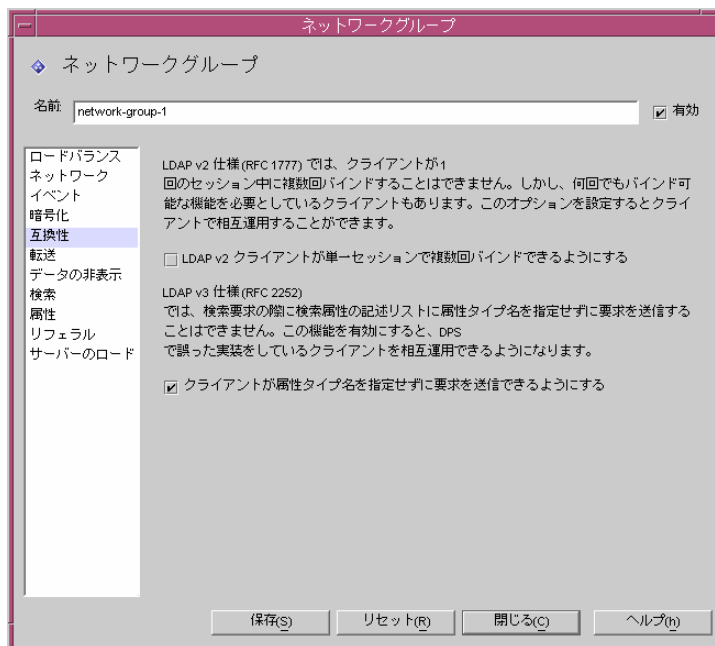 ネットワークグループ
ネットワークグループ
名前:
network-group-1
有効
ロードバランス
ネットワーク
イベント
暗号化
互換性
転送
データの非表示
検索
属性
リフェラル
サーバーのロード
LDAP v2 仕様(RFC 1777) では、クライアントが1
回のセッション中に複数回バインドすることはできません。しかし、何回でもバインド可
能な機能を必要としているクライアントもあります。このオプションを設定するとクライ
アントで相互運用することができます。
LDAP v2 クライアントが単一セッションで複数回バインドできるようにする
LDAP v3 仕様(RFC 2252)
では、検索要求の際に検索属性の記述リストに属性タイプ名を指定せずに要求を送信する
ことはできません。この機能を有効にすると、DPS
で誤った実装をしているクライアントを相互運用できるようになります。
クライアントが属性タイプ名を指定せずに要求を送信できるようにする
保存(S)
リセット(R)
閉じる(C)
ヘルプ(h)